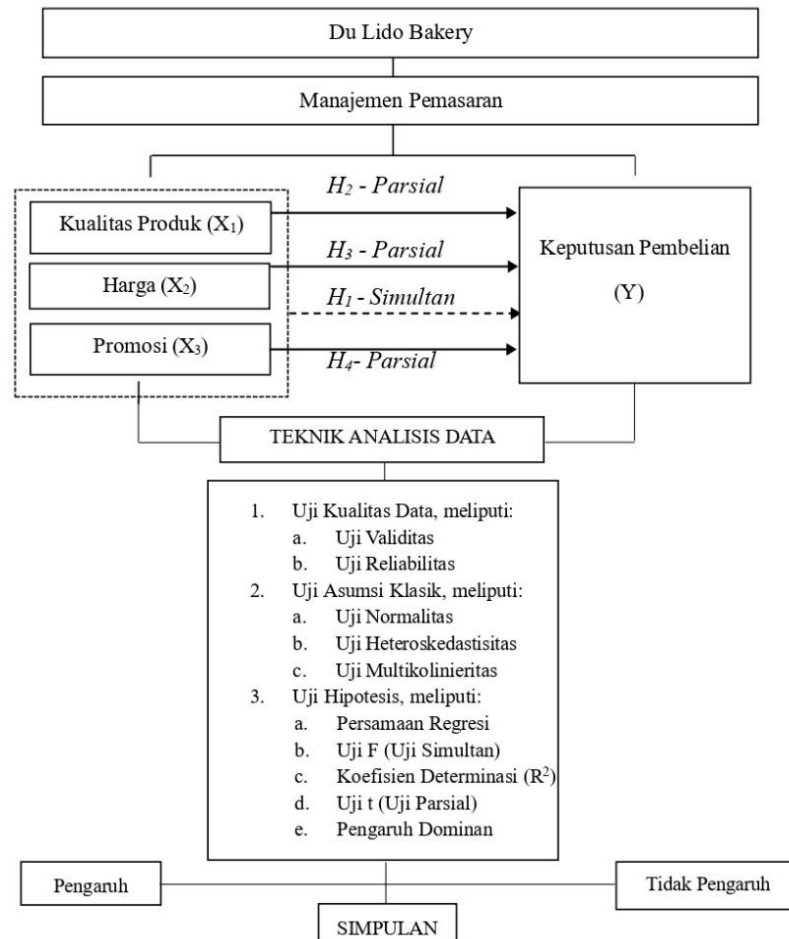 Du Lido Bakery
Manajemen Pemasaran
H₂ - Parsial
Kualitas Produk (X₁)
H₃ - Parsial
Harga (X₂)
H₁ - Simultan
Promosi (X₃)
H₄- Parsial
Keputusan Pembelian
(Y)
TEKNIK ANALISIS DATA
1. Uji Kualitas Data, meliputi:
a. Uji Validitas
b. Uji Reliabilitas
2. Uji Asumsi Klasik, meliputi:
a. Uji Normalitas
b. Uji Heteroskedastisitas
c. Uji Multikolinieritas
3. Uji Hipotesis, meliputi:
a. Persamaan Regresi
b. Uji F (Uji Simultan)
c. Koefisien Determinasi (R²)
d. Uji t (Uji Parsial)
e. Pengaruh Dominan
Pengaruh
Tidak Pengaruh
SIMPULAN